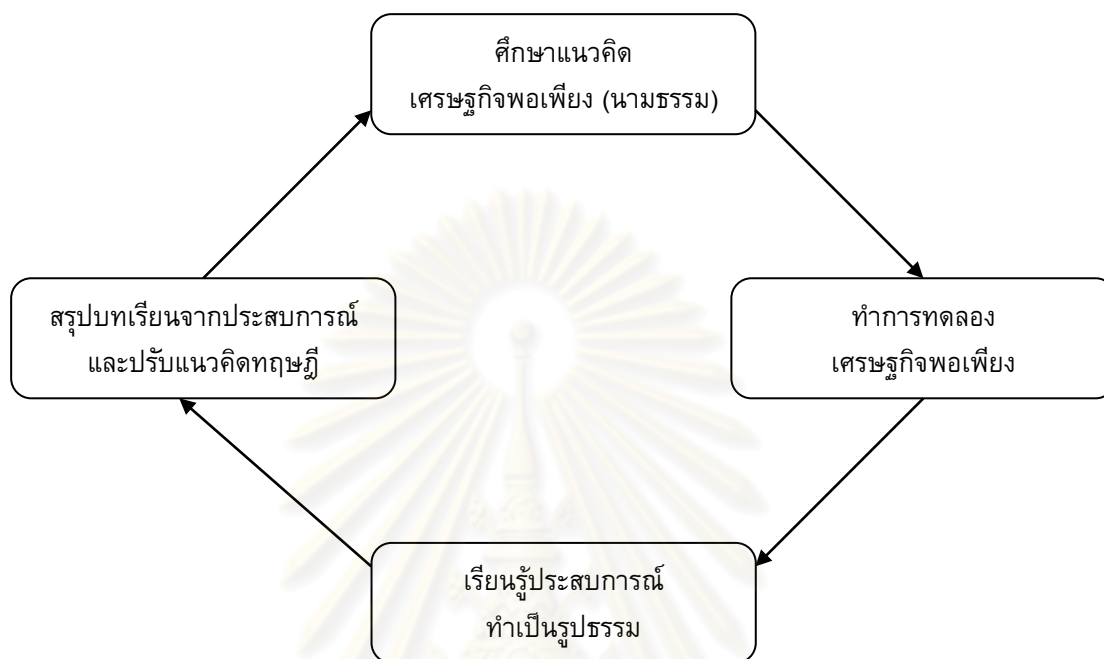 ศึกษาแนวคิด
เศรษฐกิจพอเพียง (นามธรรม)
สรุปบทเรียนจากประสบการณ์
และปรับแนวคิดทฤษฎี
ทำการทดลอง
เศรษฐกิจพอเพียง
เรียนรู้ประสบการณ์
ทำเป็นรูปธรรม